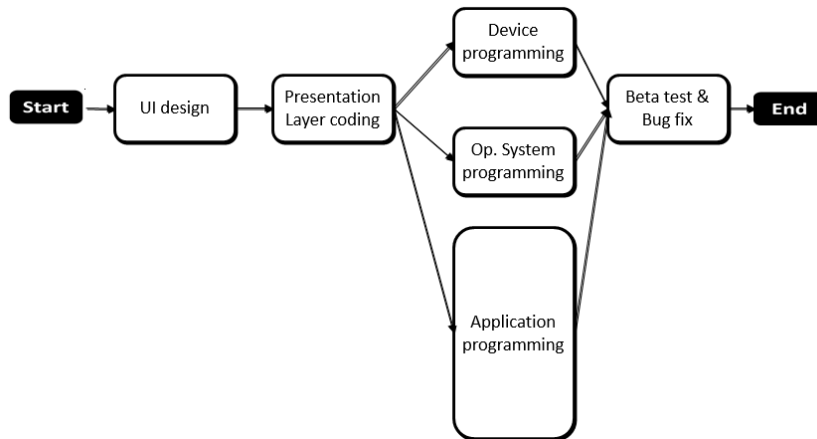 Start
UI design
Presentation
Layer coding
Device
programming
Op. System
programming
Application
programming
Beta test &
Bug fix
End